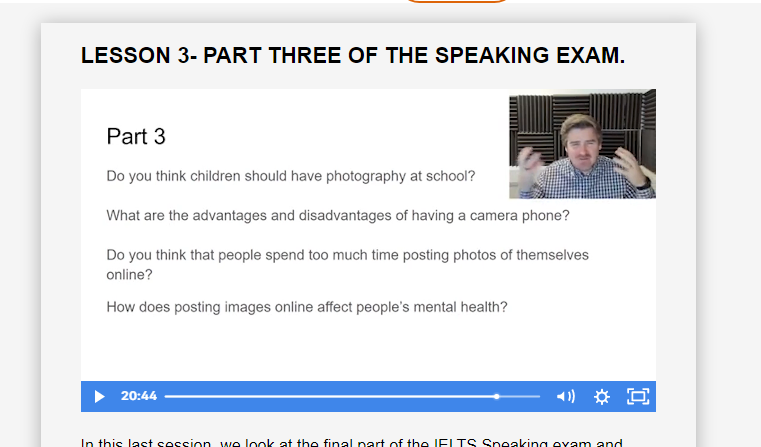 LESSON 3- PART THREE OF THE SPEAKING EXAM.
Part 3
Do you think children should have photography at school?
What are the advantages and disadvantages of having a camera phone?
Do you think that people spend too much time posting photos of themselves
online?
How does posting images online affect people's mental health?
20:44
In this last session, we look at the final part of the IELTS Speaking exam and